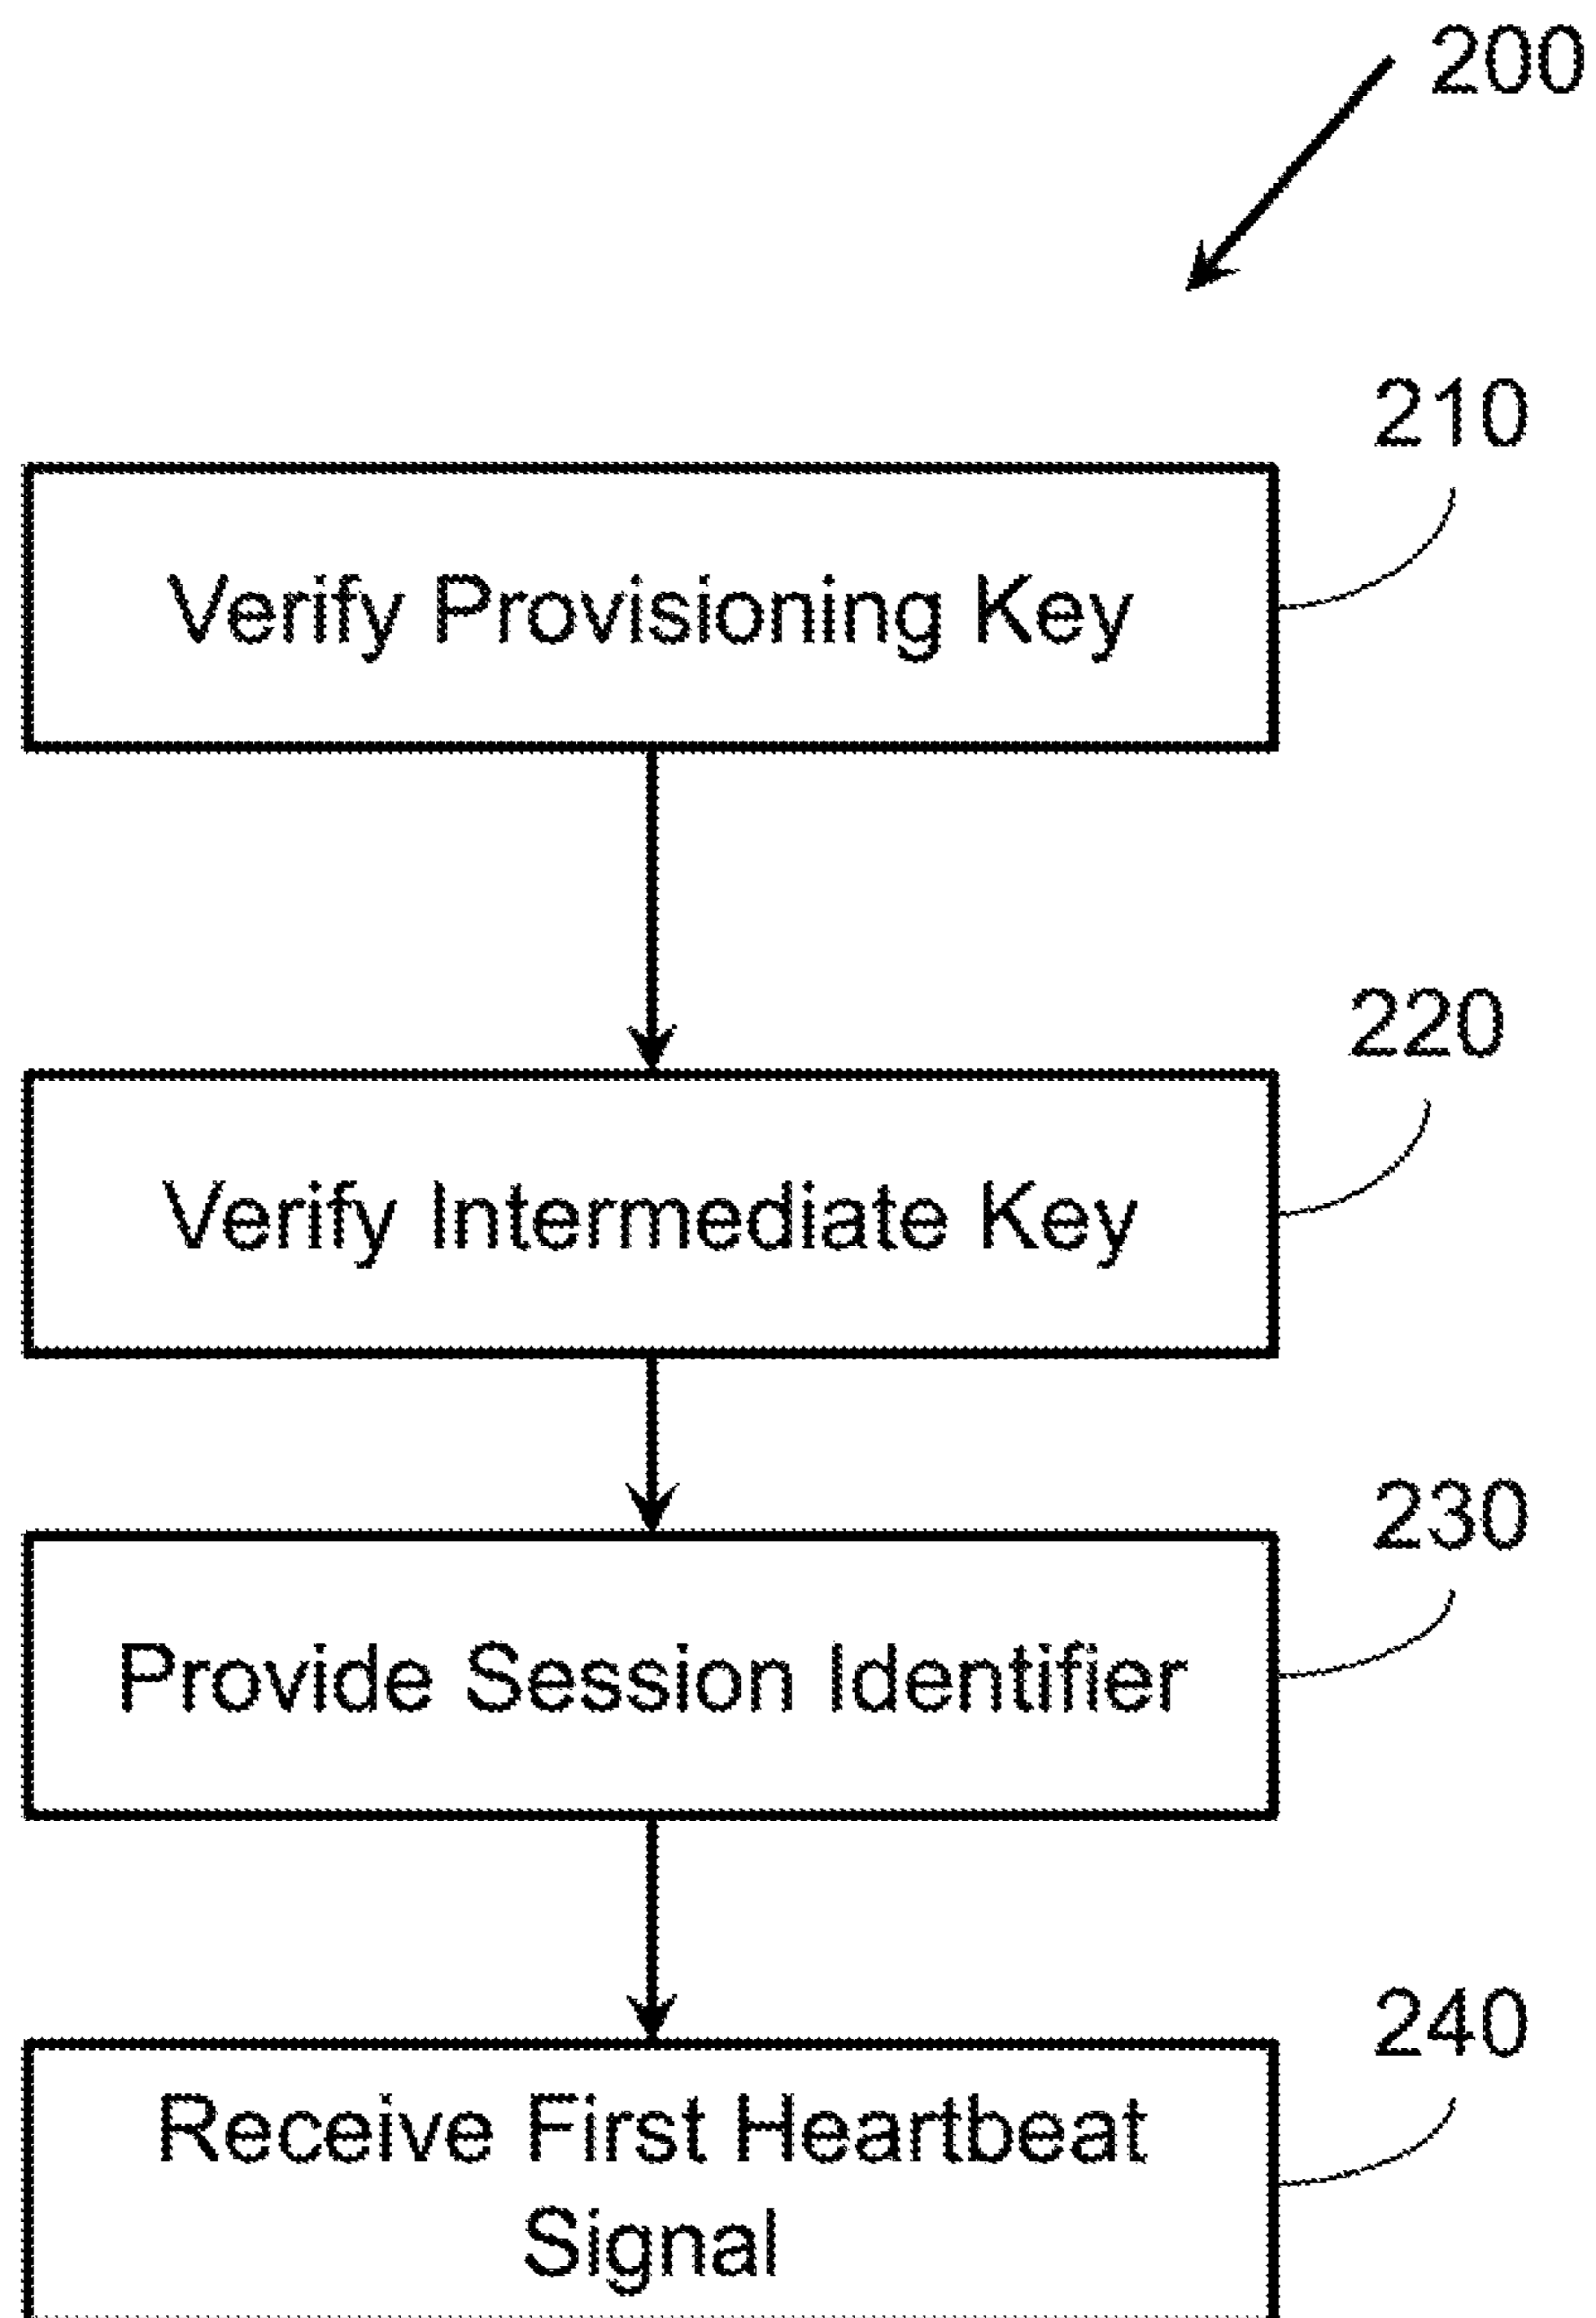 200
210
Verify Provisioning Key
220
Verify Intermediate Key
230
Provide Session Identifier
240
Receive First Heartbeat
Signal